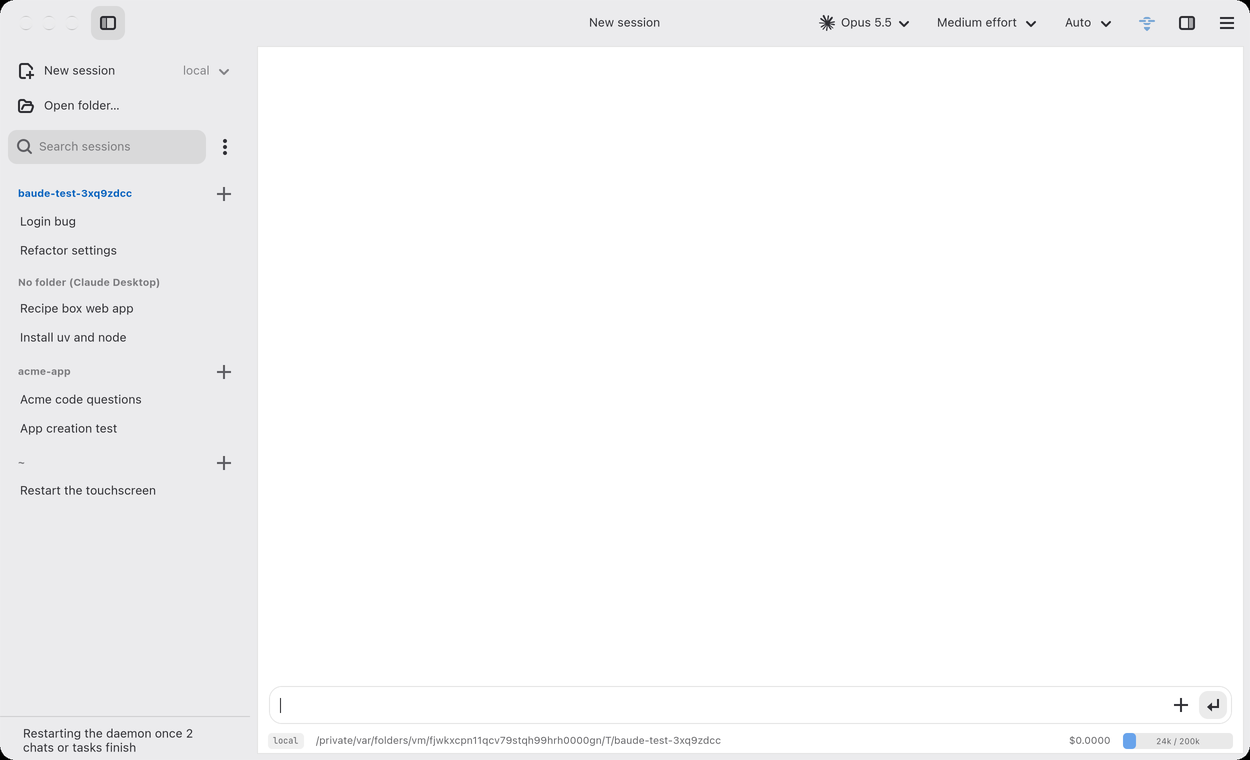 New session
Opus 5.5
Medium effort
Auto
New session
local
Open folder...
Search sessions
baude-test-3xq9zdcc
Login bug
Refactor settings
No folder (Claude Desktop)
Recipe box web app
Install uv and node
acme-app
Acme code questions
App creation test
~
Restart the touchscreen
Restarting the daemon once 2
chats or tasks finish
local
/private/var/folders/vm/fjwkxcpn11qcv79stqh99hrh0000gn/T/baude-test-3xq9zdcc
$0.0000
24k / 200k